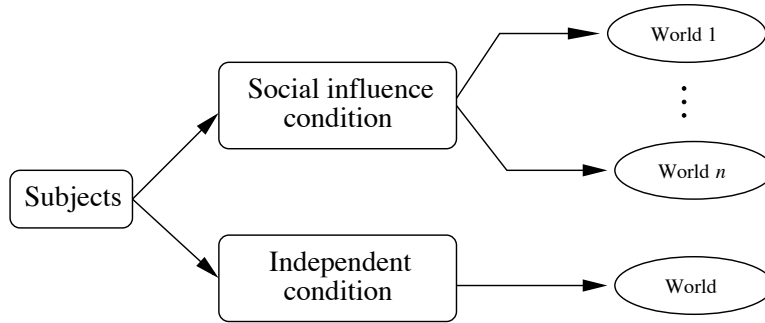 World 1
Social influence
condition
World n
Subjects
Independent
condition
World